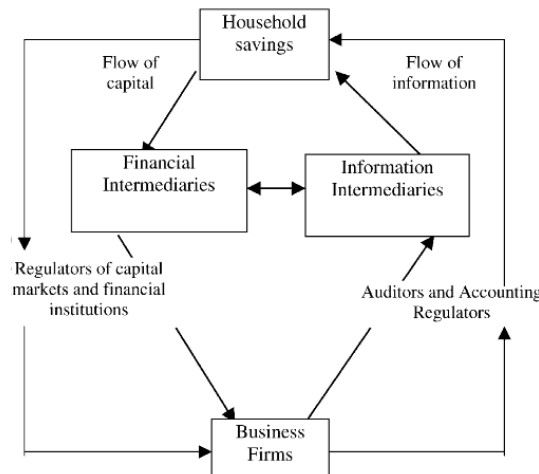 Household
savings
Flow of
capital
Flow of
information
Financial
Intermediaries
Information
Intermediaries
Regulators of capital
markets and financial
institutions
Auditors and Accounting
Regulators
Business
Firms